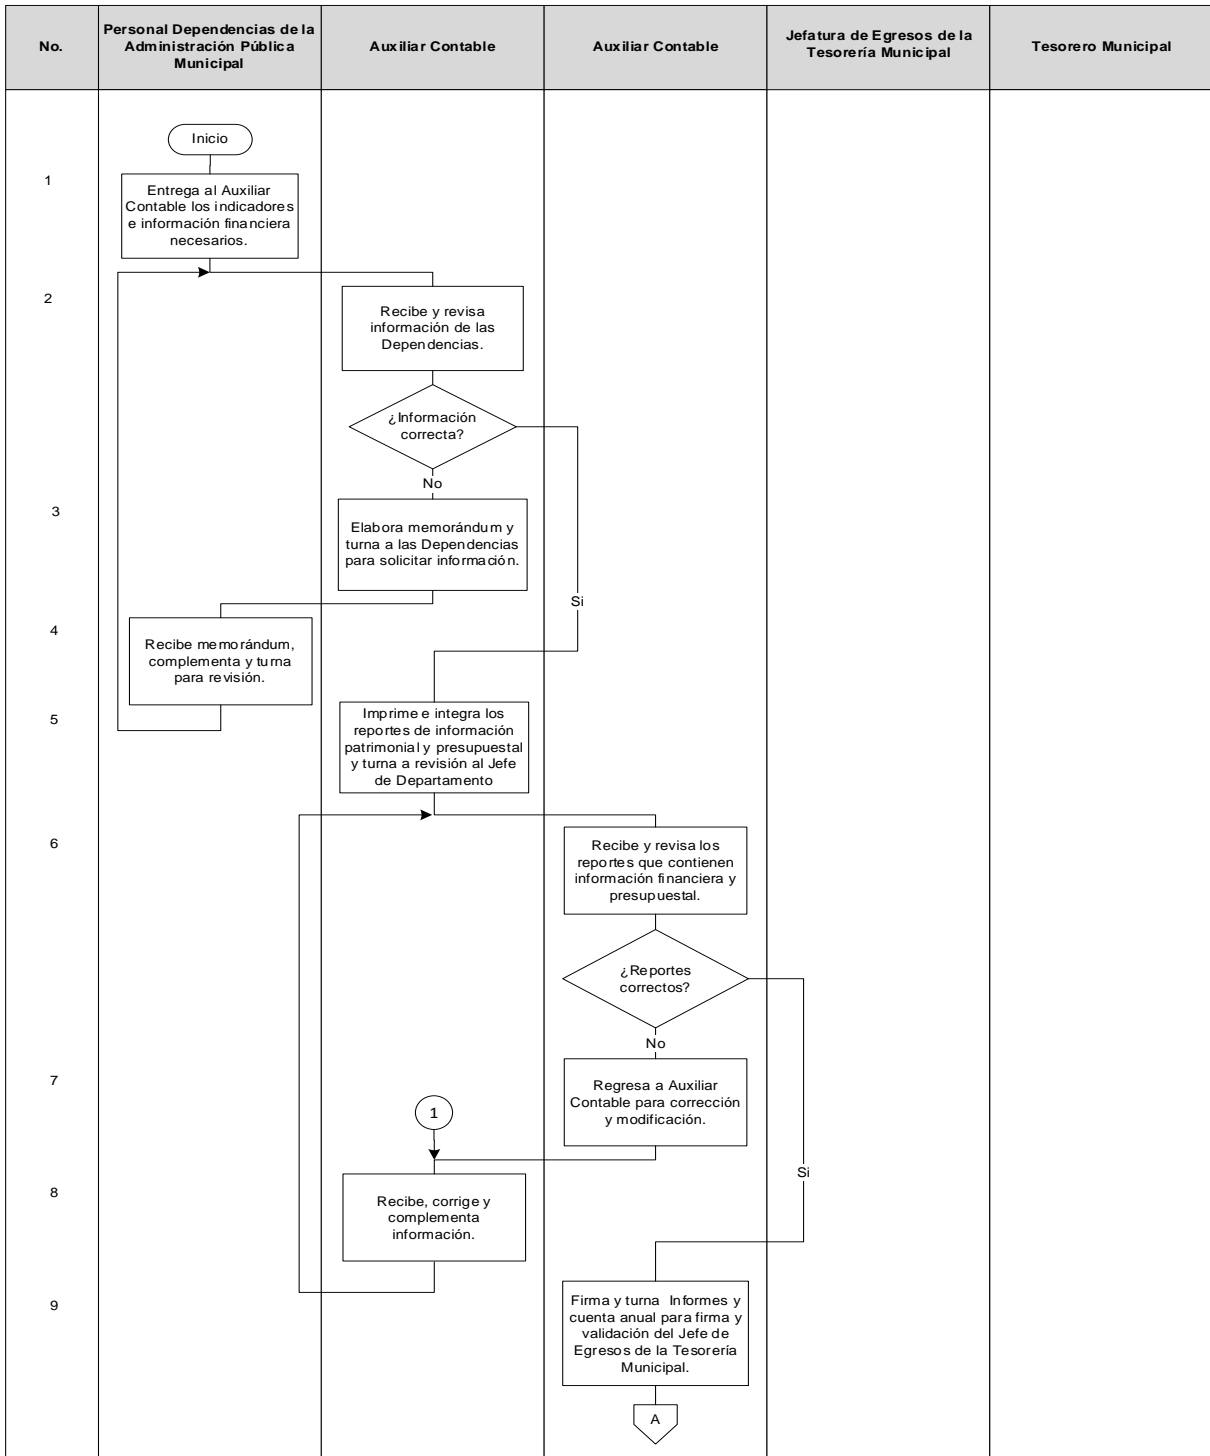 No.
Personal Dependencias de la
Administración Pública
Municipal
Auxiliar Contable
Auxiliar Contable
Jefatura de Egresos de la
Tesorería Municipal
Tesorero Municipal
Inicio
1
Entrega al Auxiliar
Contable los indicadores
e información financiera
necesarios.
2
Recibe y revisa
información de las
Dependencias.
¿Información
correcta?
No
3
Elabora memorándum y
turna a las Dependencias
para solicitar información.
Si
4
Recibe memorándum,
complementa y turna
para revisión.
5
Imprime e integra los
reportes de información
patrimonial y presupuestal
y turna a revisión al Jefe
de Departamento
6
Recibe y revisa los
reportes que contienen
información financiera y
presupuestal.
¿Reportes
correctos?
No
7
Regresa a Auxiliar
Contable para corrección
y modificación.
1
Si
8
Recibe, corrige y
complementa
información.
9
Firma y turna Informes y
cuenta anual para firma y
validación del Jefe de
Egresos de la Tesorería
Municipal.
A